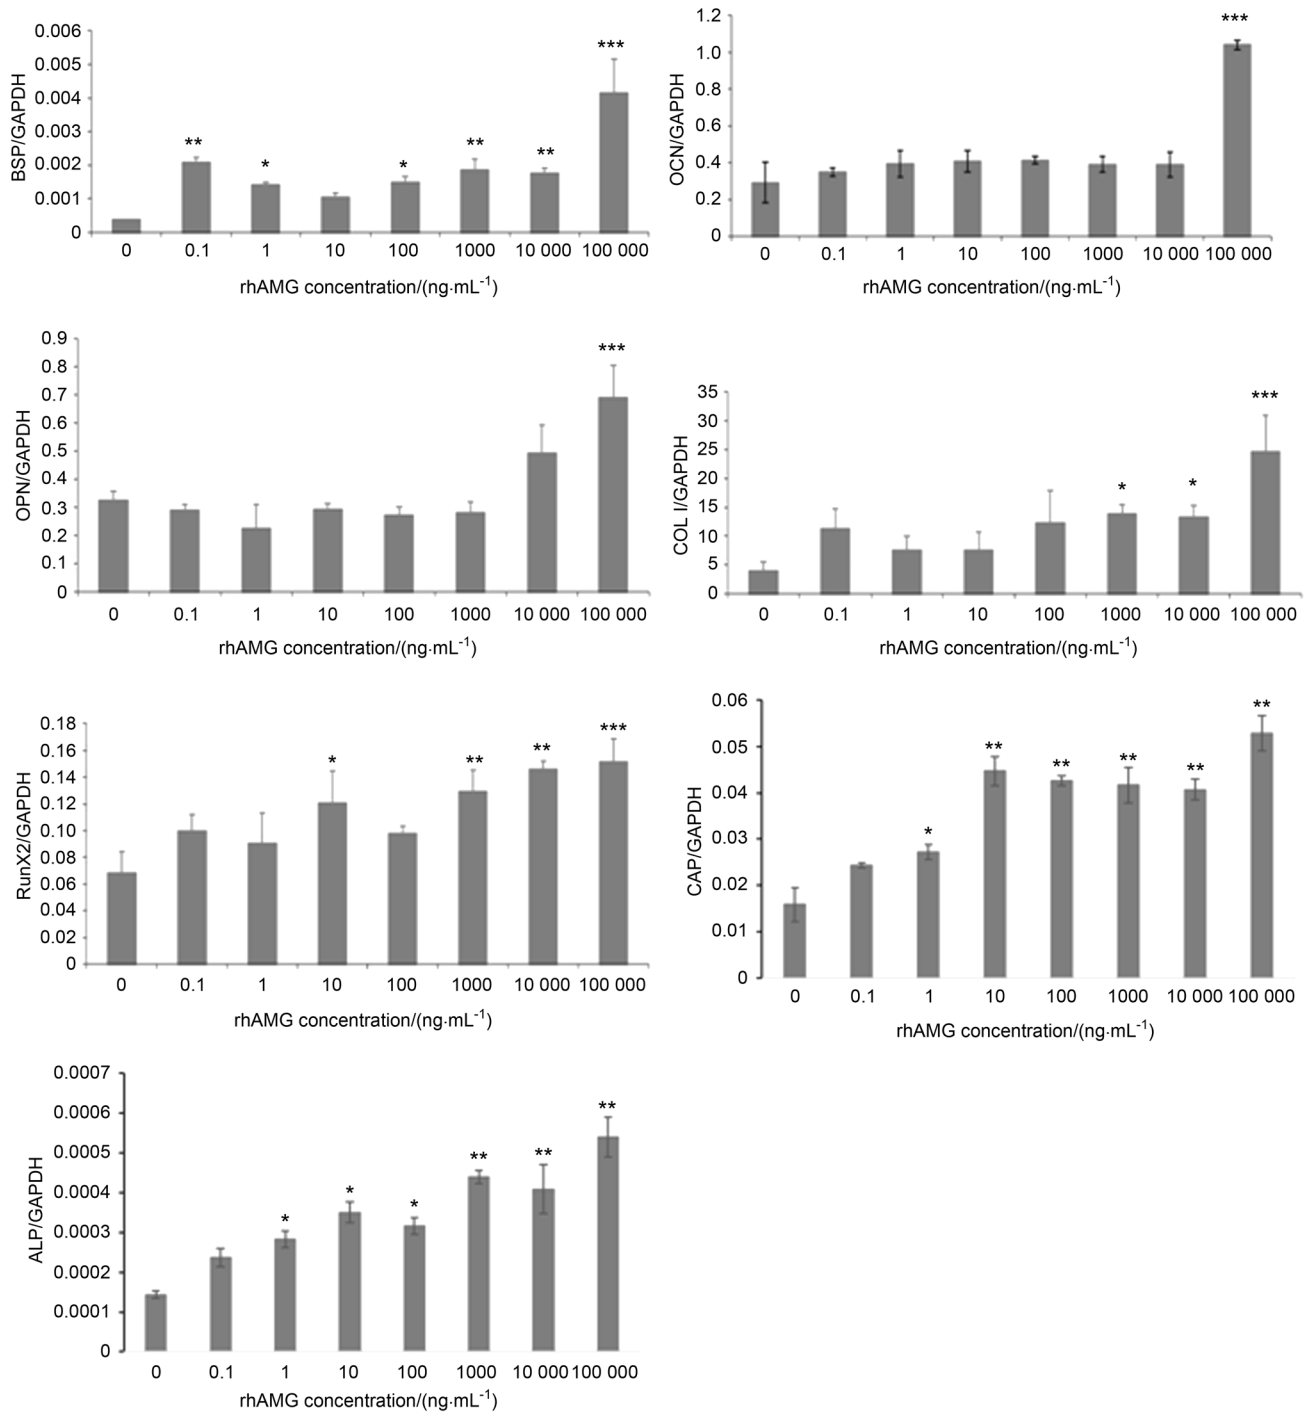 BSP/GAPDH
0.006
0.005
0.004
0.003
0.002
0.001
0
** * * ** ** ***
0 0.1 1 10 100 1000 10 000 100 000
rhAMG concentration/(ng·mL⁻¹)
OCN/GAPDH
1.2
1.0
0.8
0.6
0.4
0.2
0
***
0 0.1 1 10 100 1000 10 000 100 000
rhAMG concentration/(ng·mL⁻¹)
OPN/GAPDH
0.9
0.8
0.7
0.6
0.5
0.4
0.3
0.2
0.1
0
***
0 0.1 1 10 100 1000 10 000 100 000
rhAMG concentration/(ng·mL⁻¹)
COL I/GAPDH
35
30
25
20
15
10
5
0
* * ***
0 0.1 1 10 100 1000 10 000 100 000
rhAMG concentration/(ng·mL⁻¹)
RunX2/GAPDH
0.18
0.16
0.14
0.12
0.10
0.08
0.06
0.04
0.02
0
* ** ** ***
0 0.1 1 10 100 1000 10 000 100 000
rhAMG concentration/(ng·mL⁻¹)
CAP/GAPDH
0.06
0.05
0.04
0.03
0.02
0.01
0
* ** ** ** ** **
0 0.1 1 10 100 1000 10 000 100 000
rhAMG concentration/(ng·mL⁻¹)
ALP/GAPDH
0.0007
0.0006
0.0005
0.0004
0.0003
0.0002
0.0001
0
* * * ** ** **
0 0.1 1 10 100 1000 10 000 100 000
rhAMG concentration/(ng·mL⁻¹)